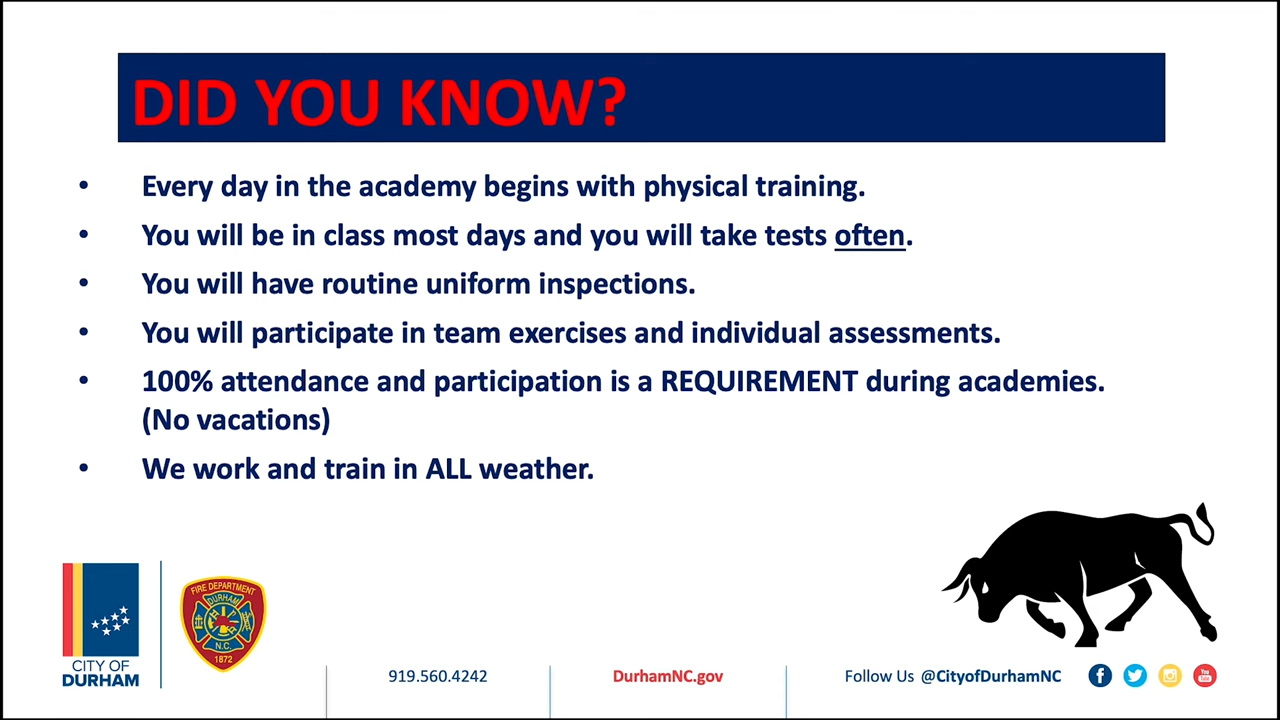 DID YOU KNOW?
• Every day in the academy begins with physical training.
• You will be in class most days and you will take tests often.
• You will have routine uniform inspections.
• You will participate in team exercises and individual assessments.
• 100% attendance and participation is a REQUIREMENT during academies.
(No vacations)
• We work and train in ALL weather.
CITY OF
DURHAM
FIRE DEPARTMENT
DURHAM
N.C.
1872
919.560.4242
DurhamNC.gov
Follow Us @CityofDurhamNC
You
Tube